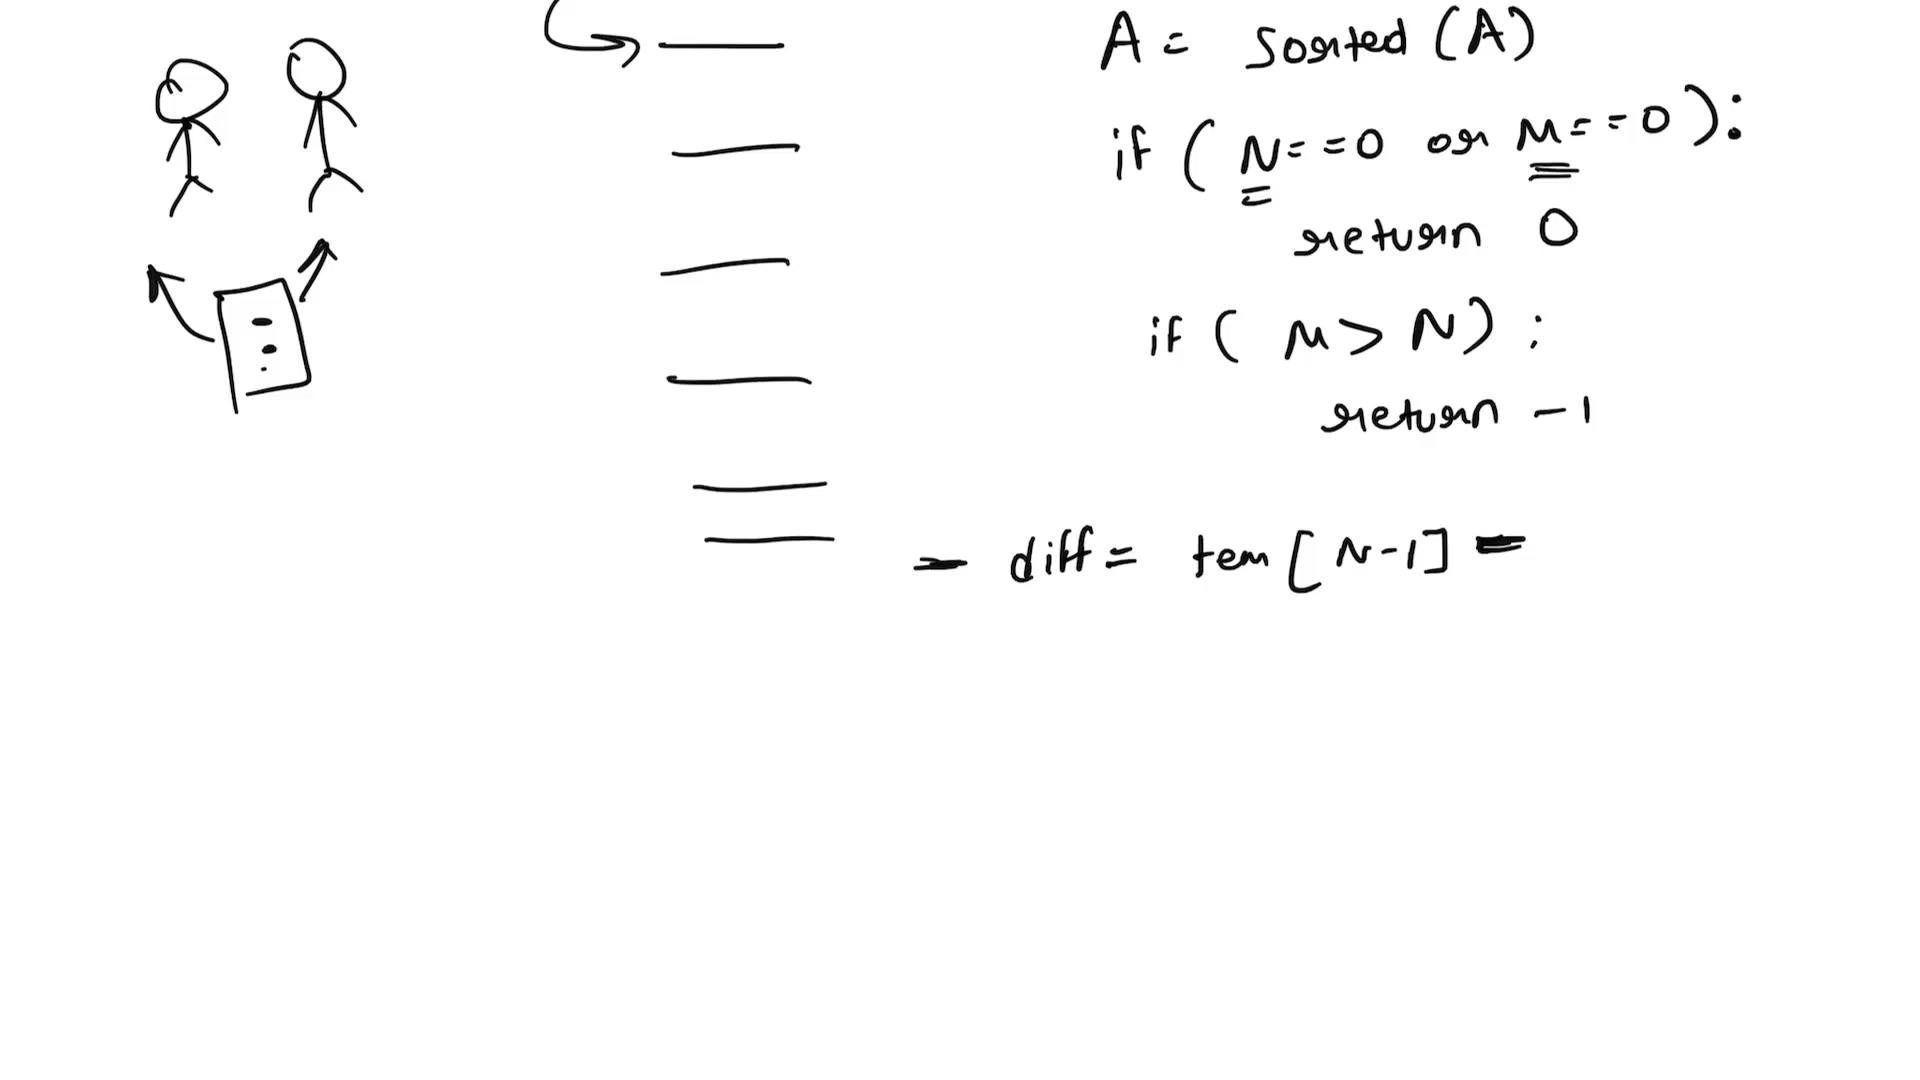 A = sorted (A)
if ( N = = 0 or M = = 0 ) :
return 0
if ( M > N ) :
return -1
- diff = tem [ N-1 ] -